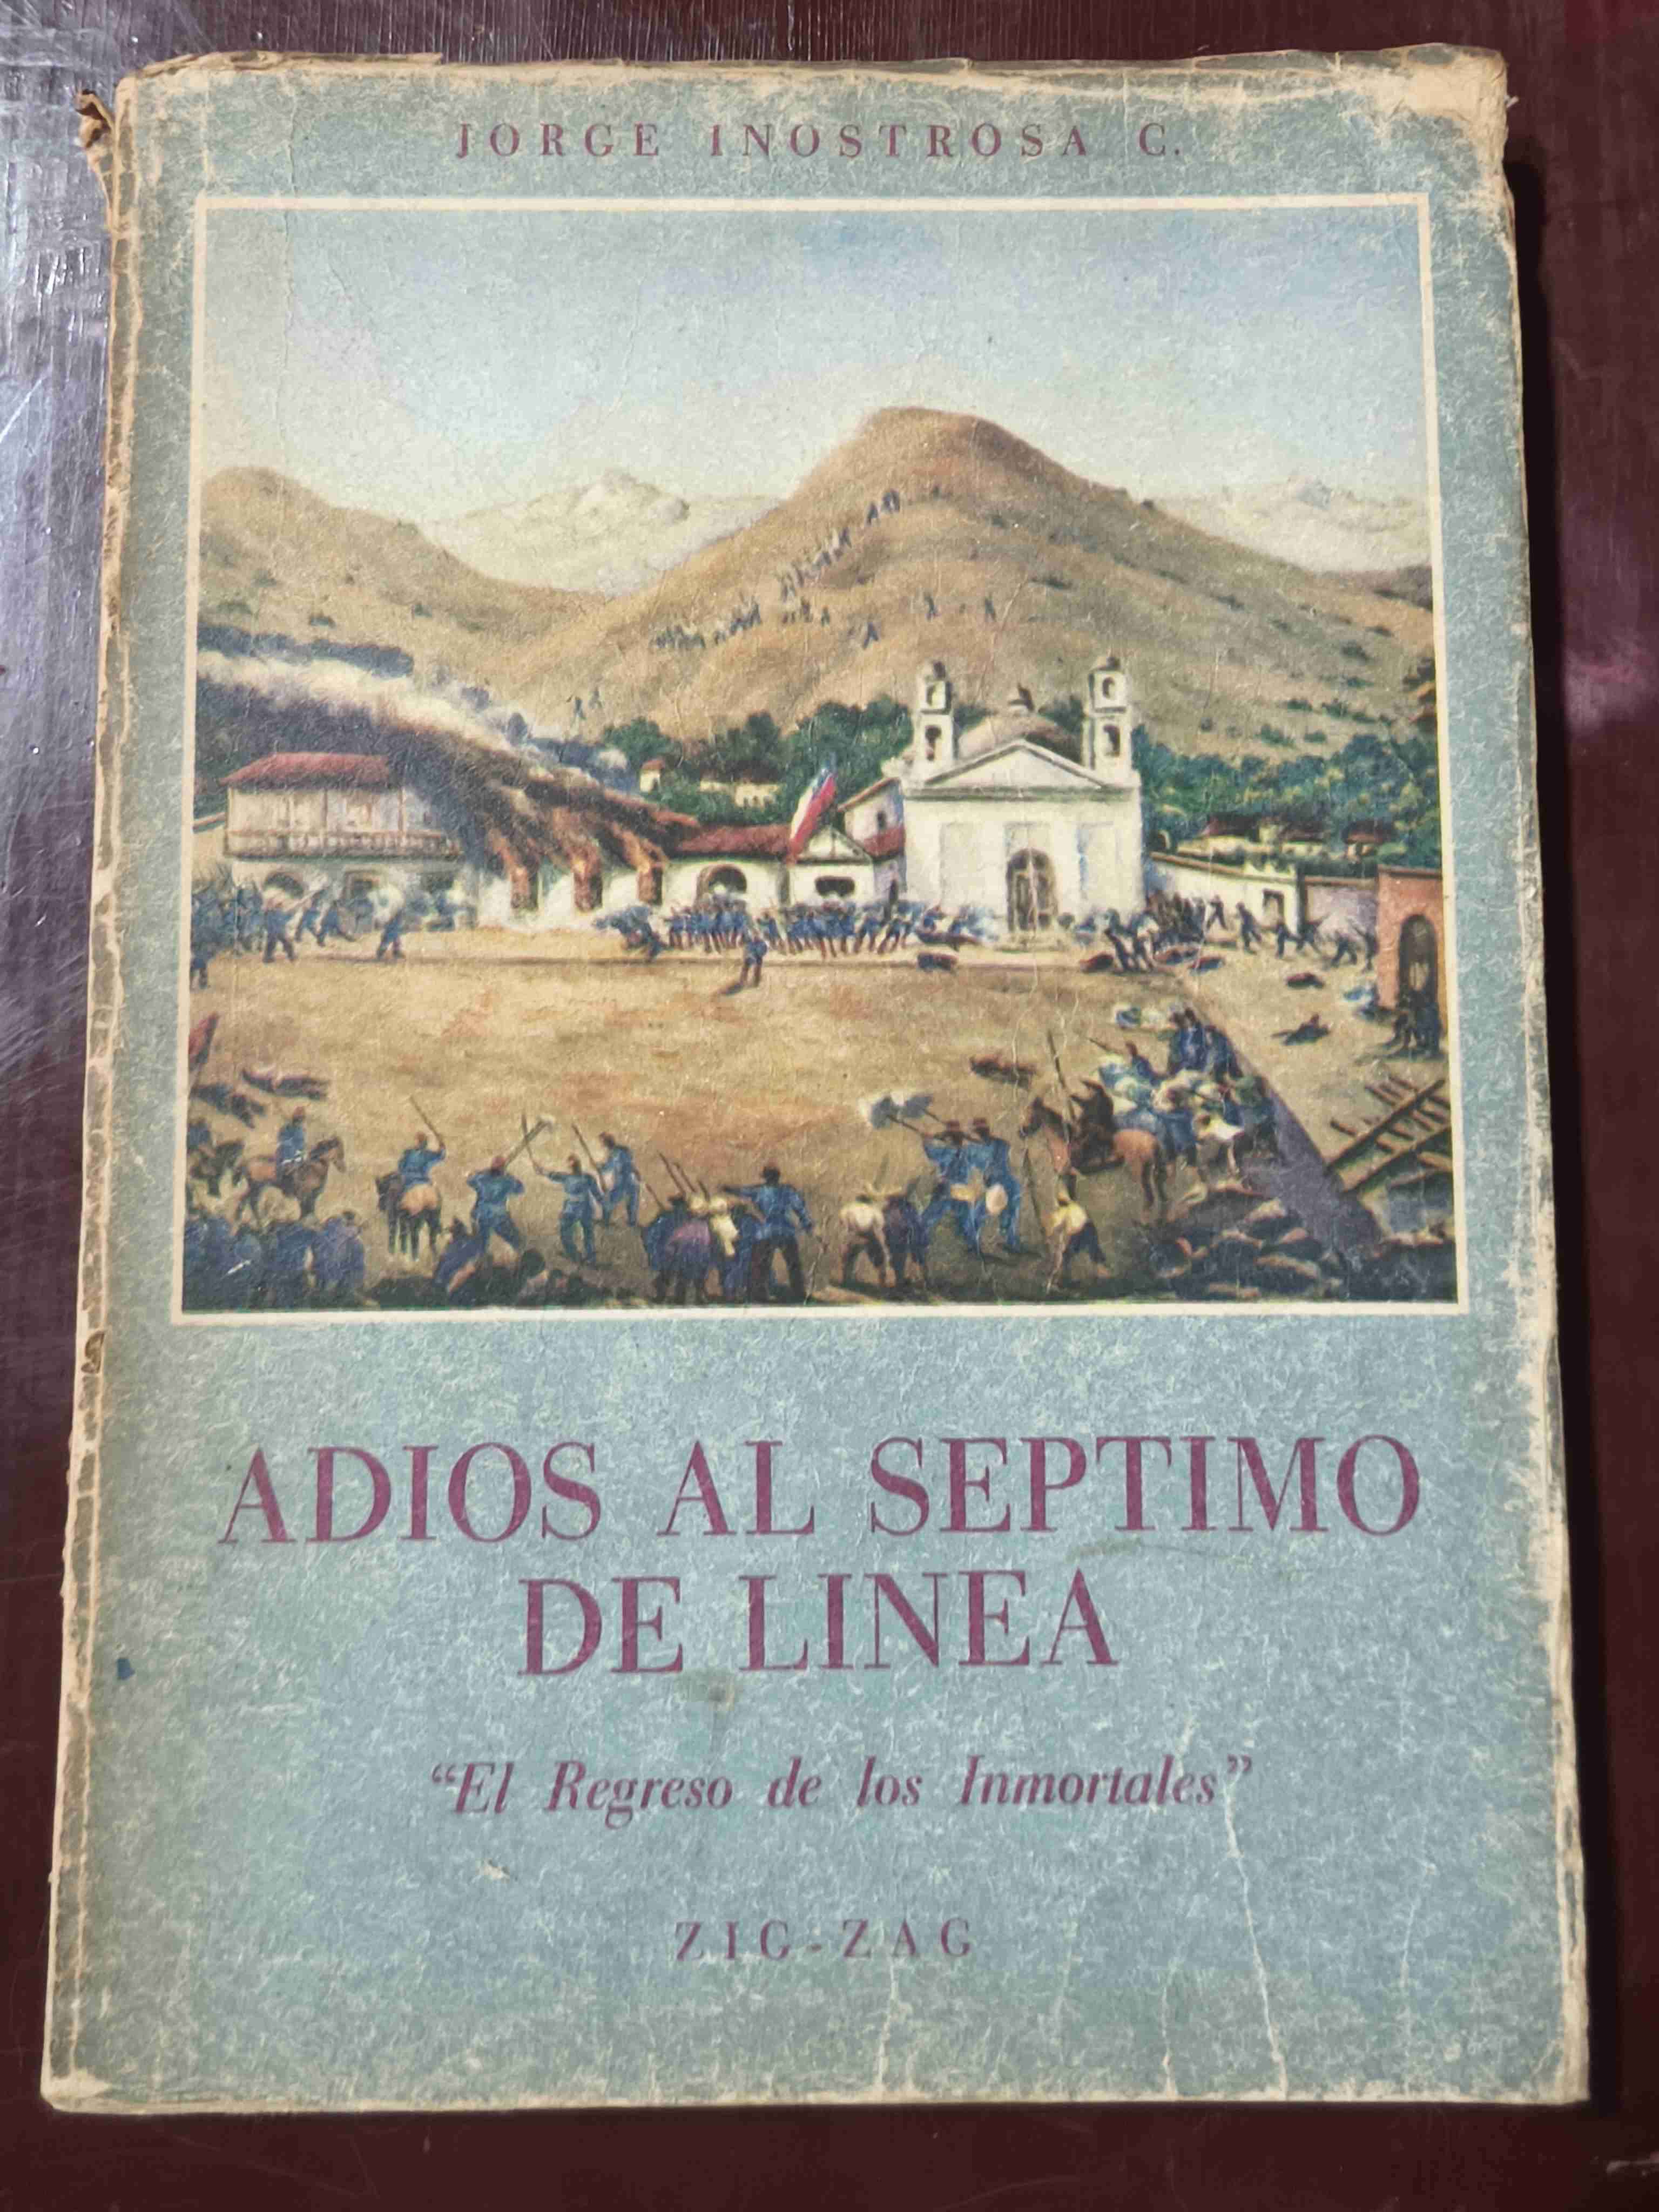 JORGE INOSTROSA C.
ADIOS AL SEPTIMO
DE LINEA
“El Regreso de los Inmortales”
ZIG-ZAG